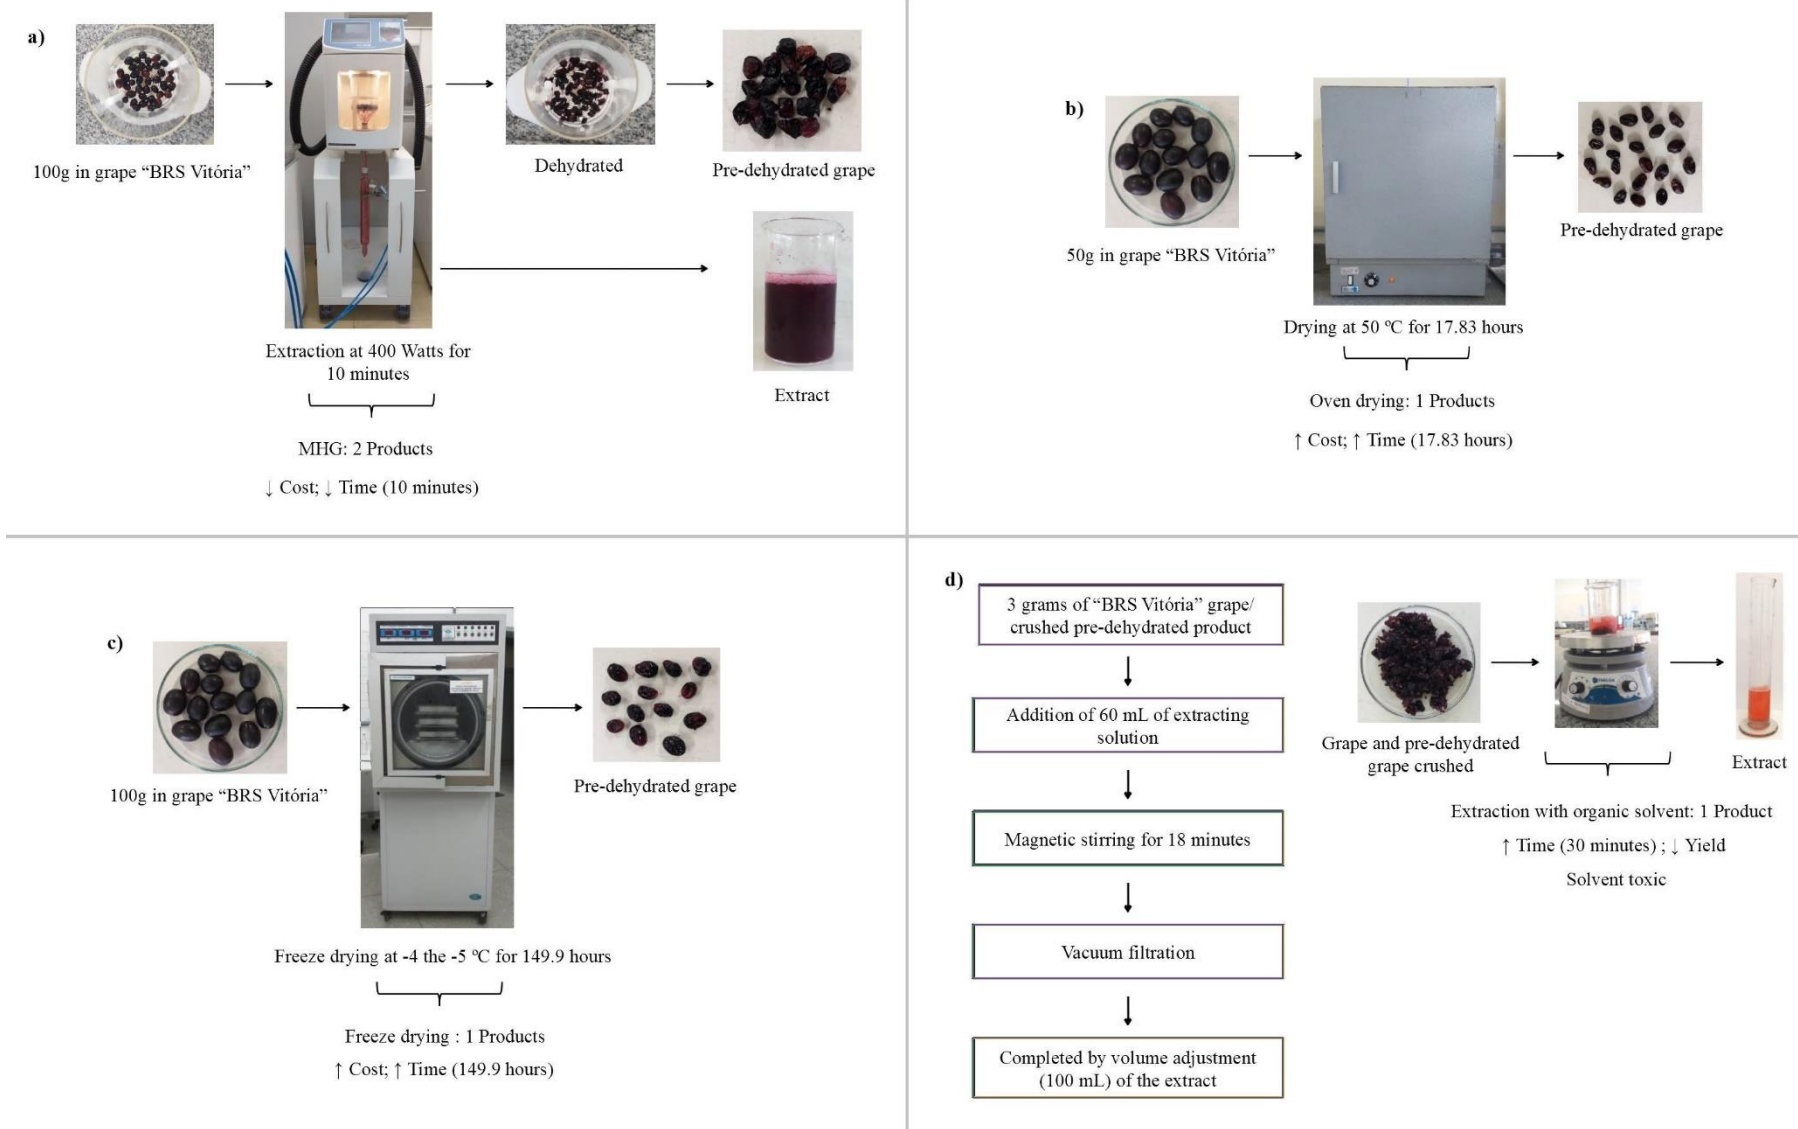 a)
100g in grape “BRS Vitória”
Dehydrated
Pre-dehydrated grape
Extraction at 400 Watts for
10 minutes
Extract
MHG: 2 Products
↓ Cost; ↓ Time (10 minutes)
b)
50g in grape “BRS Vitória”
Pre-dehydrated grape
Drying at 50 ºC for 17.83 hours
Oven drying: 1 Products
↑ Cost; ↑ Time (17.83 hours)
c)
100g in grape “BRS Vitória”
Pre-dehydrated grape
Freeze drying at -4 the -5 ºC for 149.9 hours
Freeze drying : 1 Products
↑ Cost; ↑ Time (149.9 hours)
d)
3 grams of “BRS Vitória” grape/
crushed pre-dehydrated product
Addition of 60 mL of extracting
solution
Magnetic stirring for 18 minutes
Vacuum filtration
Completed by volume adjustment
(100 mL) of the extract
Grape and pre-dehydrated
grape crushed
Extract
Extraction with organic solvent: 1 Product
↑ Time (30 minutes) ; ↓ Yield
Solvent toxic